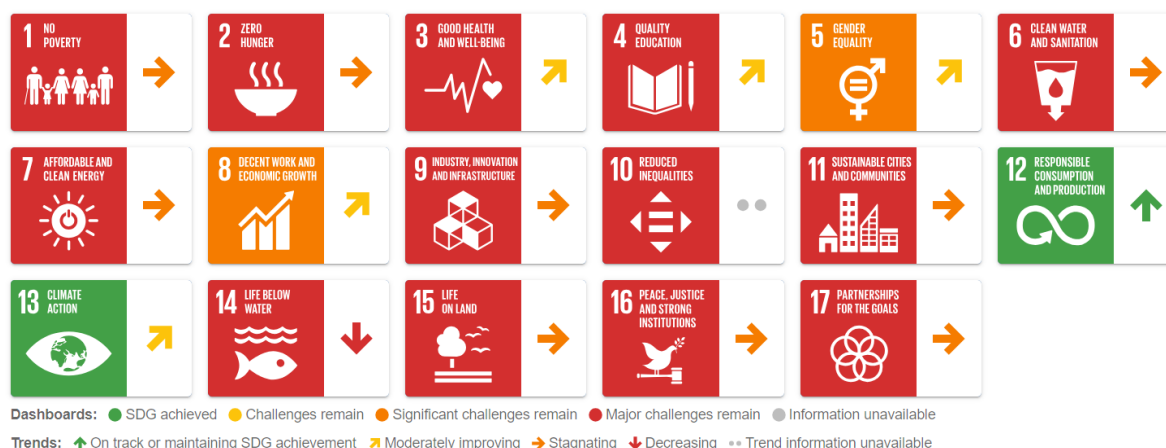 1 NO
POVERTY
2 ZERO
HUNGER
3 GOOD HEALTH
AND WELL-BEING
4 QUALITY
EDUCATION
5 GENDER
EQUALITY
6 CLEAN WATER
AND SANITATION
7 AFFORDABLE AND
CLEAN ENERGY
8 DECENT WORK AND
ECONOMIC GROWTH
9 INDUSTRY, INNOVATION
AND INFRASTRUCTURE
10 REDUCED
INEQUALITIES
11 SUSTAINABLE CITIES
AND COMMUNITIES
12 RESPONSIBLE
CONSUMPTION
AND PRODUCTION
13 CLIMATE
ACTION
14 LIFE BELOW
WATER
15 LIFE
ON LAND
16 PEACE, JUSTICE
AND STRONG
INSTITUTIONS
17 PARTNERSHIPS
FOR THE GOALS
Dashboards: SDG achieved Challenges remain Significant challenges remain Major challenges remain Information unavailable
Trends: On track or maintaining SDG achievement Moderately improving Stagnating Decreasing Trend information unavailable